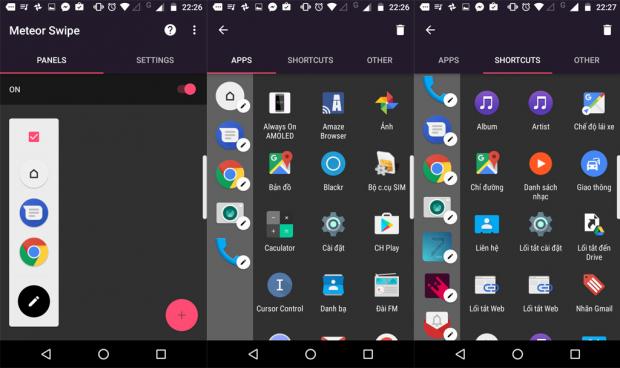 22:26
Meteor Swipe
PANELS
SETTINGS
ON
22:26
APPS
SHORTCUTS
OTHER
Always On
AMOLED
Amaze
Browser
Ảnh
Bản đồ
Blackr
Bộ c.cụ SIM
Caculator
Cài đặt
CH Play
Cursor Control
Danh bạ
Đài FM
22:27
APPS
SHORTCUTS
OTHER
Album
Artist
Chế độ lái xe
Chỉ đường
Danh sách
nhạc
Giao thông
Liên hệ
Lối tắt cài đặt
Lối tắt đến
Drive
Lối tắt Web
Lối tắt Web
Nhãn Gmail